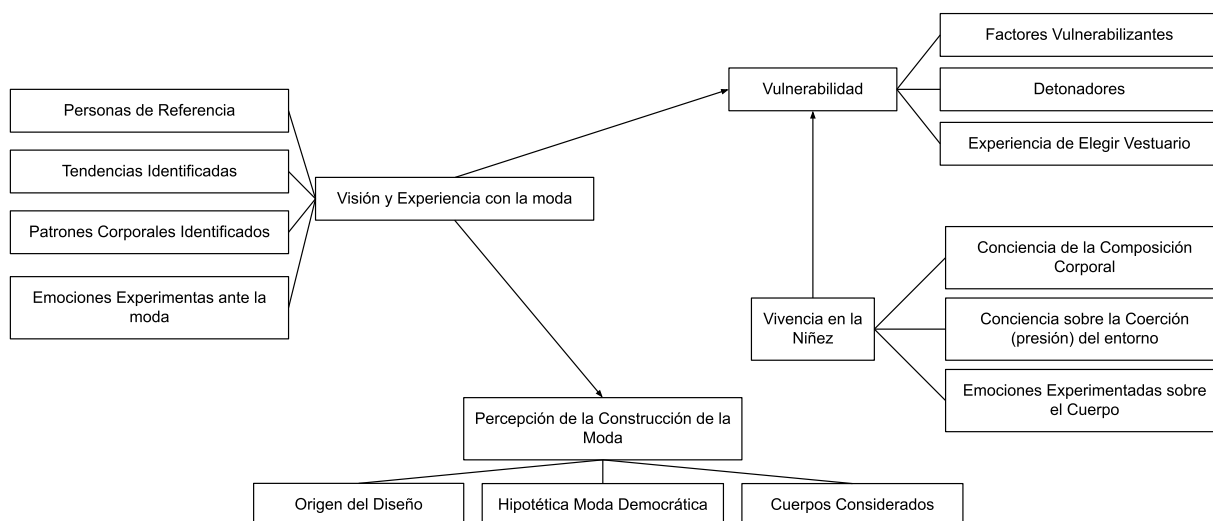 Factores Vulnerabilizantes
Vulnerabilidad
Detonadores
Experiencia de Elegir Vestuario
Personas de Referencia
Tendencias Identificadas
Visión y Experiencia con la moda
Patrones Corporales Identificados
Emociones Experimentas ante la
moda
Conciencia de la Composición
Corporal
Vivencia en la
Niñez
Conciencia sobre la Coerción
(presión) del entorno
Emociones Experimentadas sobre
el Cuerpo
Percepción de la Construcción de la
Moda
Origen del Diseño
Hipotética Moda Democrática
Cuerpos Considerados